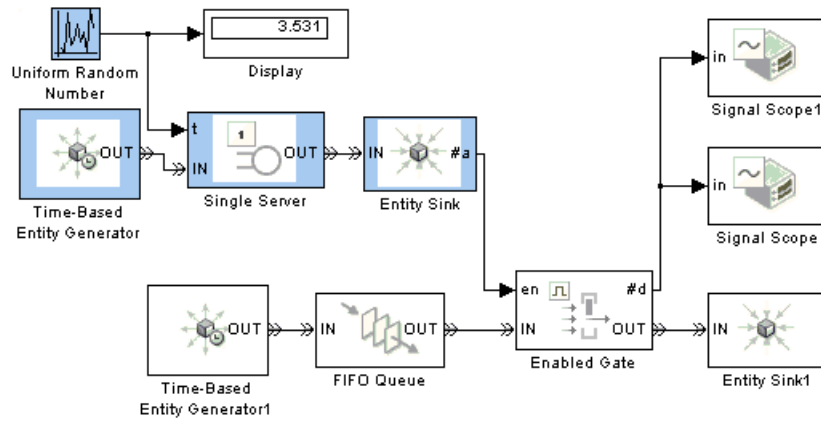 3.531
Uniform Random
Number
Display
in
Signal Scope1
OUT
t
IN
1
OUT
IN
#a
Time-Based
Entity Generator
Single Server
Entity Sink
in
Signal Scope
OUT
IN
OUT
en
#d
IN
OUT
IN
Time-Based
Entity Generator1
FIFO Queue
Enabled Gate
Entity Sink1